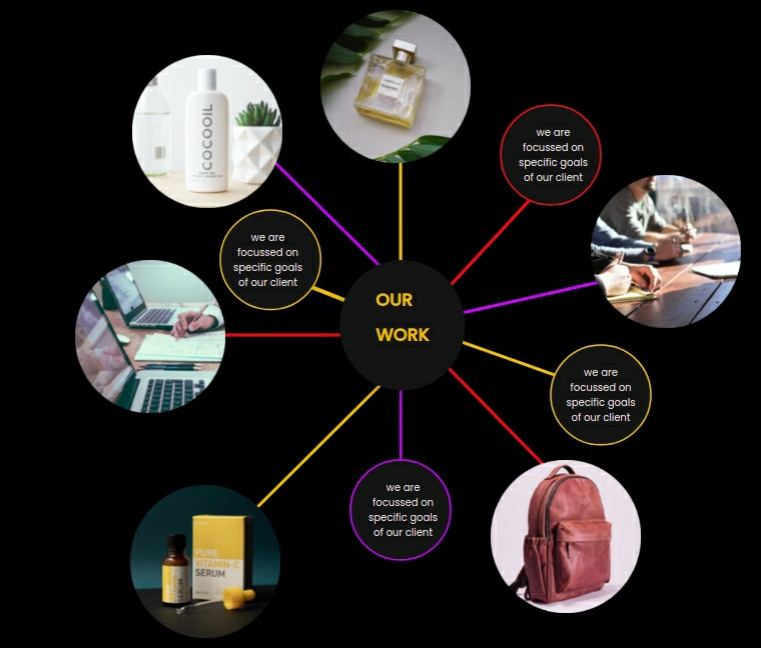 COCOOIL
we are
focussed on
specific goals
of our client
we are
focussed on
specific goals
of our client
OUR
WORK
we are
focussed on
specific goals
of our client
we are
focussed on
specific goals
of our client
PURE
VITAMIN-C
SERUM